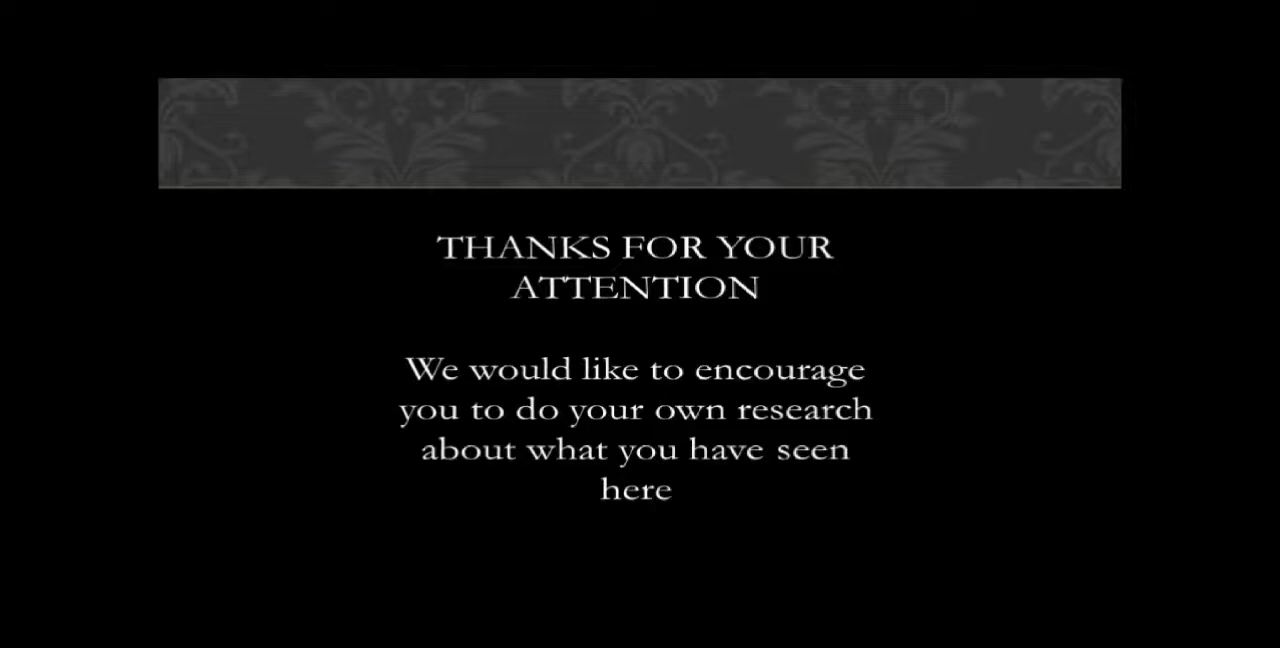 THANKS FOR YOUR
ATTENTION
We would like to encourage
you to do your own research
about what you have seen
here